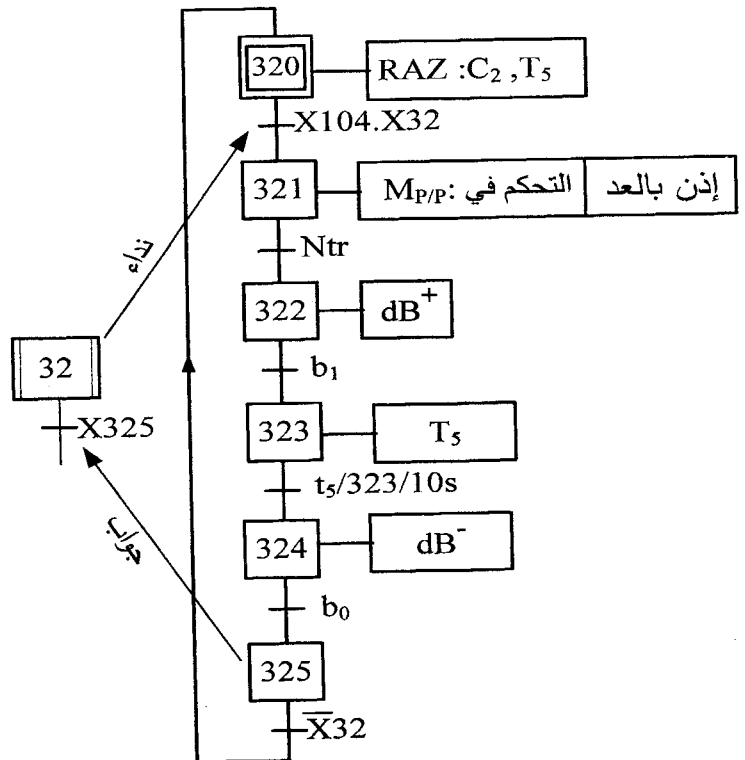 320
RAZ :C₂ ,T₅
X104.X32
321
التحكم في :M_P/P
إذن بالعد
نداء
Ntr
322
dB⁺
32
b₁
X325
323
T₅
t₅/323/10s
جواب
324
dB⁻
b₀
325
X̅32